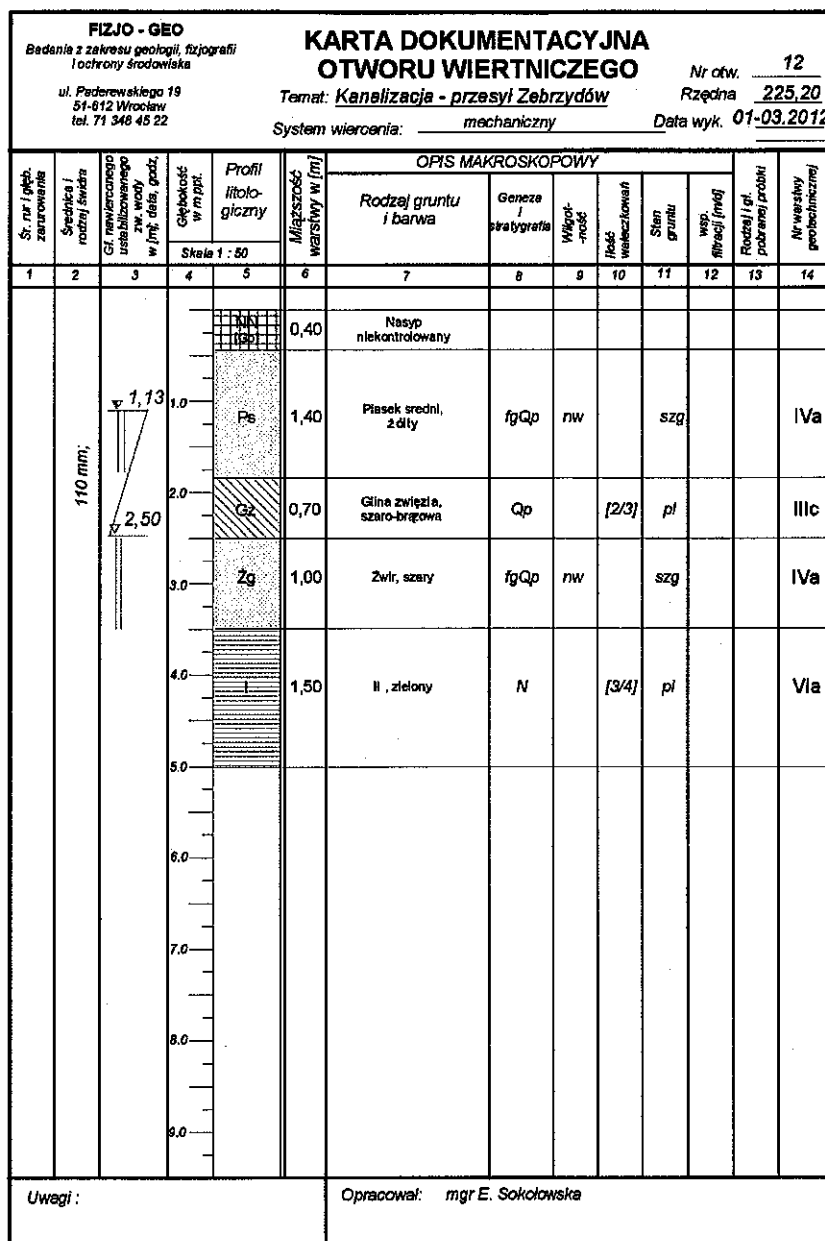 FIZJO - GEO
Badania z zakresu geologii, fizjografii
i ochrony środowiska
ul. Paderewskiego 19
51-612 Wrocław
tel. 71 348 45 22
KARTA DOKUMENTACYJNA
OTWORU WIERTNICZEGO
Temat: Kanalizacja - przesył Zebrzydów
System wiercenia: mechaniczny
Nr otw. 12
Rzędna 225,20
Data wyk. 01-03.2012
Śr. rur i głęb. zarurowania
Średnica i rodzaj świdra
Gł. nawierconego ustabilizowanego zw. wody w [m]; data, godz,
Głębokość w m ppt.
Profil litolo-giczny
Skala 1 : 50
Miąższość warstwy w [m]
OPIS MAKROSKOPOWY
Rodzaj gruntu i barwa
Geneza i stratygrafia
Wilgot-ność
Ilość wałeczkowań
Stan gruntu
wsp. filtracji [m/d]
Rodzaj i gł. pobranej próbki
Nr warstwy geotechnicznej
1 2 3 4 5 6 7 8 9 10 11 12 13 14
NN 0,40 Nasyp
niekontrolowany
1,13 1.0 Ps 1,40 Piasek sredni,
żółty fgQp nw szg IVa
110 mm;
2.0 Gż 0,70 Glina zwięzła,
szaro-brązowa Qp [2/3] pl IIIc
2,50
3.0 Żg 1,00 Żwir, szary fgQp nw szg IVa
4.0 I 1,50 Ił , zielony N [3/4] pl VIa
5.0
6.0
7.0
8.0
9.0
Uwagi :
Opracował: mgr E. Sokołowska